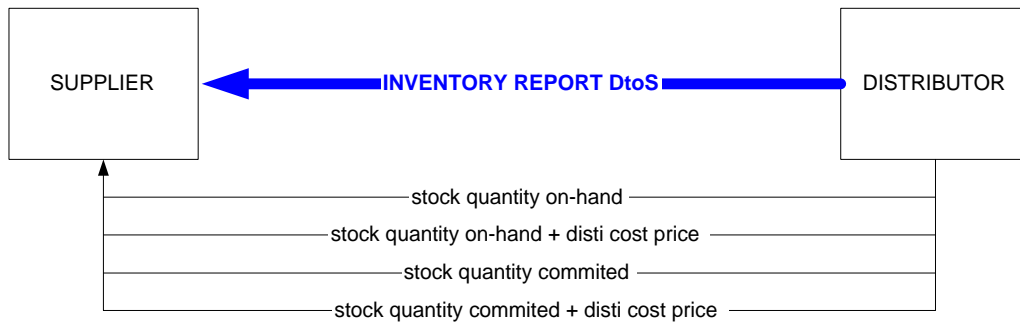 SUPPLIER
INVENTORY REPORT DtoS
DISTRIBUTOR
stock quantity on-hand
stock quantity on-hand + disti cost price
stock quantity commited
stock quantity commited + disti cost price